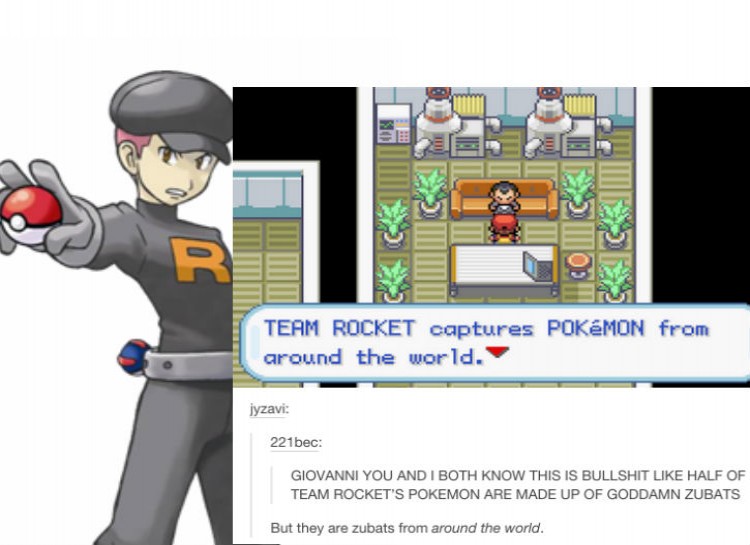 R
TEAM ROCKET captures POKéMON from
around the world.
jyzavi:
221bec:
GIOVANNI YOU AND I BOTH KNOW THIS IS BULLSHIT LIKE HALF OF
TEAM ROCKET'S POKEMON ARE MADE UP OF GODDAMN ZUBATS
But they are zubats from around the world.